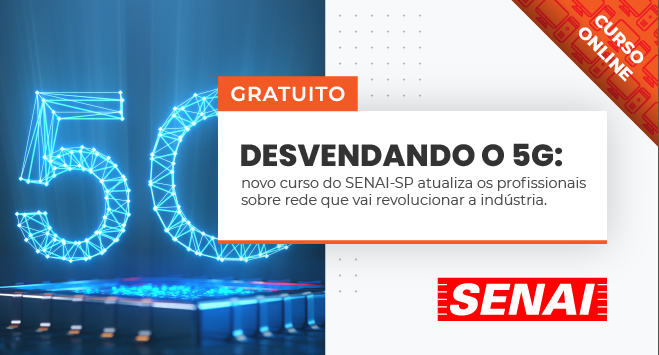 CURSO
ONLINE
5G
GRATUITO
DESVENDANDO O 5G:
novo curso do SENAI-SP atualiza os profissionais
sobre rede que vai revolucionar a indústria.
SENAI